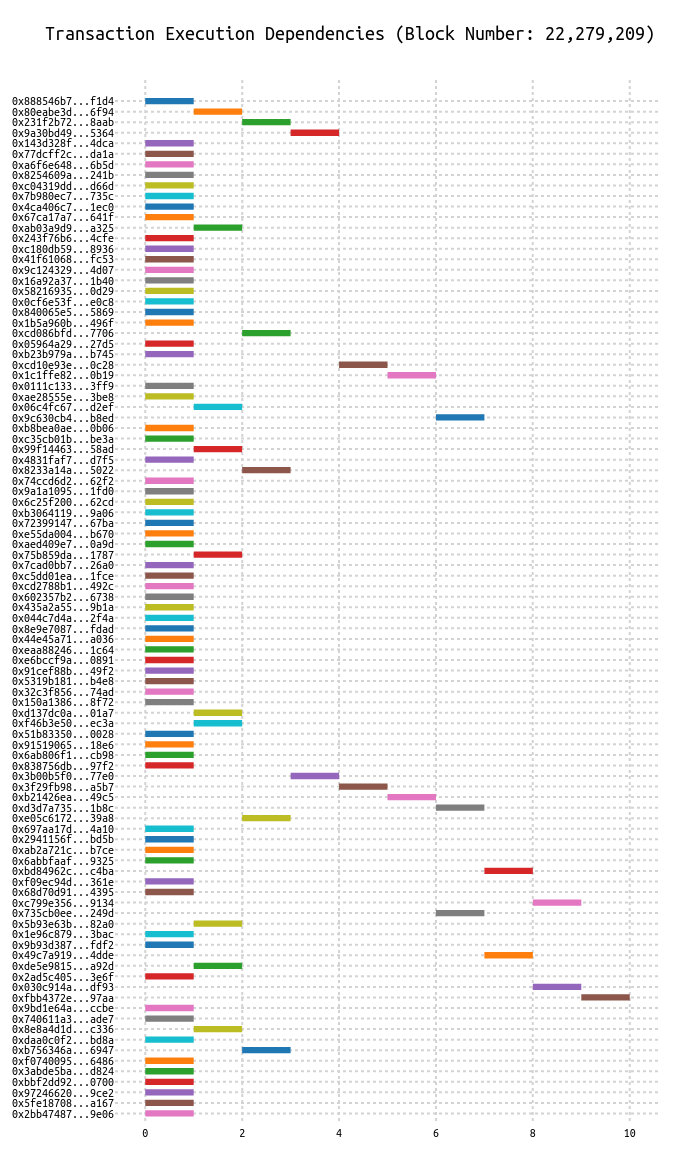 Transaction Execution Dependencies (Block Number: 22,279,209)
0x888546b7...f1d4
0x80eabe3d...6f94
0x231f2b72...8aab
0x9a30bd49...5364
0x143d328f...4dca
0x77dcff2c...da1a
0xa6f6e648...6b5d
0x8254609a...241b
0xc04319dd...d66d
0x7b980ec7...735c
0x4ca406c7...1ec0
0x67ca17a7...641f
0xab03a9d9...a325
0x243f76b6...4cfe
0xc180db59...8936
0x41f61068...fc53
0x9c124329...4d07
0x16a92a37...1b40
0x58216935...0d29
0x0cf6e53f...e0c8
0x840065e5...5869
0x1b5a960b...496f
0xcd086bfd...7706
0x05964a29...27d5
0xb23b979a...b745
0xcd10e93e...0c28
0x1c1ffe82...0b19
0x0111c133...3ff9
0xae28555e...3be8
0x06c4fc67...d2ef
0x9c630cb4...b8ed
0xb8bea0ae...0b06
0xc35cb01b...be3a
0x99f14463...58ad
0x4831faf7...d7f5
0x8233a14a...5022
0x74ccd6d2...62f2
0x9a1a1095...1fd0
0x6c25f200...62cd
0xb3064119...9a06
0x72399147...67ba
0xe55da004...b670
0xaed409e7...0a9d
0x75b859da...1787
0x7cad0bb7...26a0
0xc5dd01ea...1fce
0xcd2788b1...492c
0x602357b2...6738
0x435a2a55...9b1a
0x044c7d4a...2f4a
0x8e9e7087...fdad
0x44e45a71...a036
0xeaa88246...1c64
0xe6bccf9a...0891
0x91cef88b...49f2
0x5319b181...b4e8
0x32c3f856...74ad
0x150a1386...8f72
0xd137dc0a...01a7
0xf46b3e50...ec3a
0x51b83350...0028
0x91519065...18e6
0x6ab806f1...cb98
0x838756db...97f2
0x3b00b5f0...77e0
0x3f29fb98...a5b7
0xb21426ea...49c5
0xd3d7a735...1b8c
0xe05c6172...39a8
0x697aa17d...4a10
0x2941156f...bd5b
0xab2a721c...b7ce
0x6abbfaaf...9325
0xbd84962c...c4ba
0xf09ec94d...361e
0x68d70d91...4395
0xc799e356...9134
0x735cb0ee...249d
0x5b93e63b...82a0
0x1e96c879...3bac
0x9b93d387...fdf2
0x49c7a919...4dde
0xde5e9815...a92d
0x2ad5c405...3e6f
0x030c914a...df93
0xfbb4372e...97aa
0x9bd1e64a...ccbe
0x740611a3...ade7
0x8e8a4d1d...c336
0xdaa0c0f2...bd8a
0xb756346a...6947
0xf0740095...6486
0x3abde5ba...d824
0xbbf2dd92...0700
0x97246620...9ce2
0x5fe18708...a167
0x2bb47487...9e06
0 2 4 6 8 10